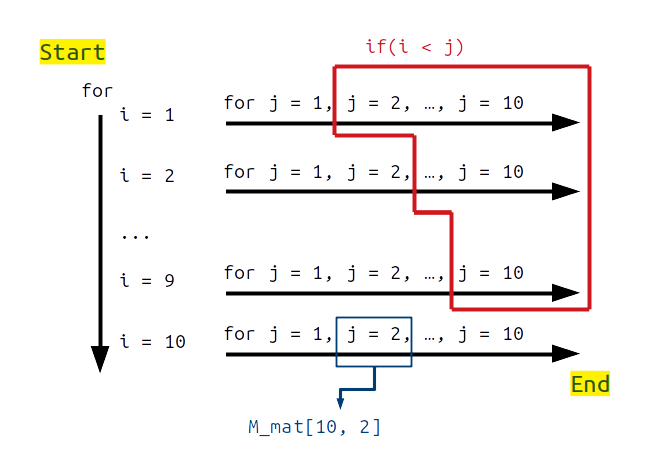 Start
if(i < j)
for
i = 1
for j = 1, j = 2, …, j = 10
i = 2
for j = 1, j = 2, …, j = 10
...
i = 9
for j = 1, j = 2, …, j = 10
i = 10
for j = 1, j = 2, …, j = 10
End
M_mat[10, 2]